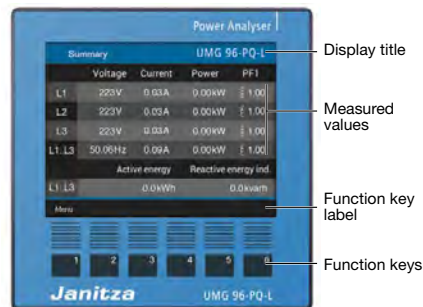 Power Analyser
Summary UMG 96-PQ-L
Voltage Current Power PF1
L1 223V 0.03A 0.00kW 1.00
L2 223V 0.03A 0.00kW 1.00
L3 223V 0.03A 0.00kW 1.00
L1..L3 50.06Hz 0.09A 0.00kW 1.00
Active energy Reactive energy ind.
L1..L3 0.0kWh 0.0kvarh
Menu
1 2 3 4 5 6
Janitza UMG 96-PQ-L
Display title
Measured
values
Function key
label
Function keys